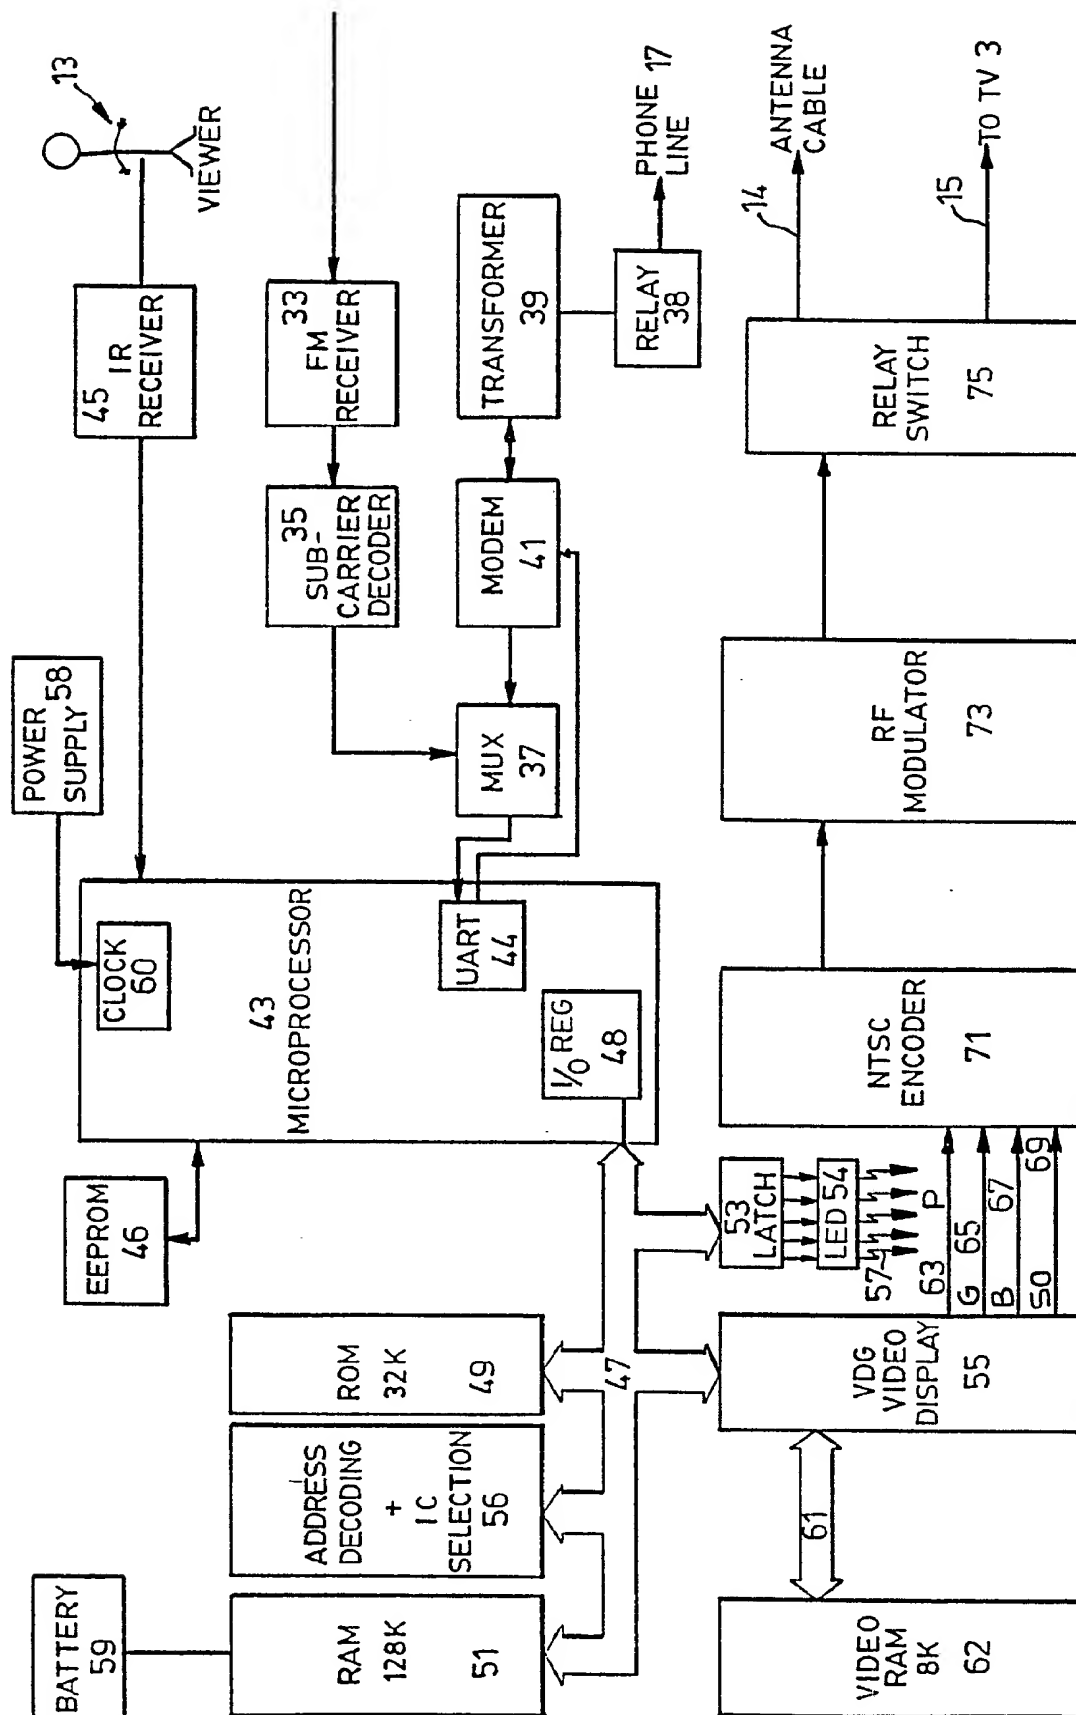 BATTERY
59
RAM
128K
51
ADDRESS
DECODING
+
IC
SELECTION
56
ROM
32K
49
EEPROM
46
47
43
MICROPROCESSOR
CLOCK
60
POWER
SUPPLY 58
UART
44
I/O REG
48
45
IR
RECEIVER
VIEWER
13
33
FM
RECEIVER
35
SUB-
CARRIER
DECODER
MUX
37
MODEM
41
TRANSFORMER
39
RELAY
38
PHONE 17
LINE
VIDEO
RAM
8K
62
61
VDG
VIDEO
DISPLAY
55
53
LATCH
LED 54
57
63 P
G 65
B 67
SO 69
NTSC
ENCODER
71
RF
MODULATOR
73
RELAY
SWITCH
75
14
ANTENNA
CABLE
15
TO TV 3